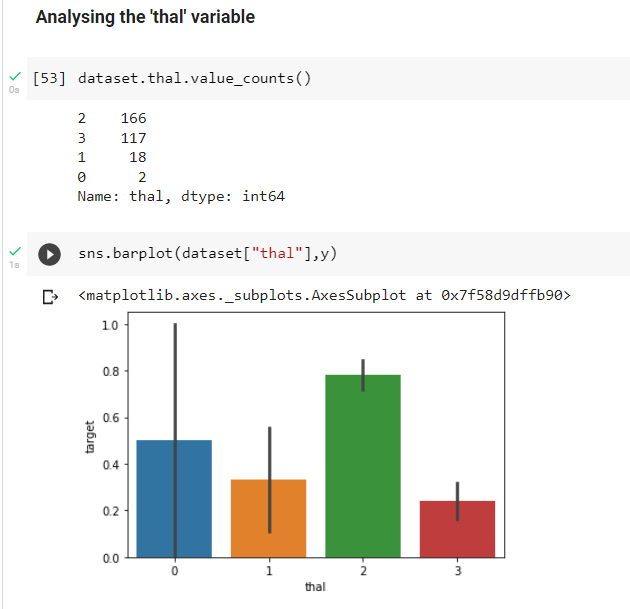 Analysing the 'thal' variable
[53] dataset.thal.value_counts()
0s
2    166
3    117
1     18
0      2
Name: thal, dtype: int64
sns.barplot(dataset["thal"],y)
1s
<matplotlib.axes._subplots.AxesSubplot at 0x7f58d9dffb90>
1.0
0.8
0.6
0.4
0.2
0.0
target
0 1 2 3
thal